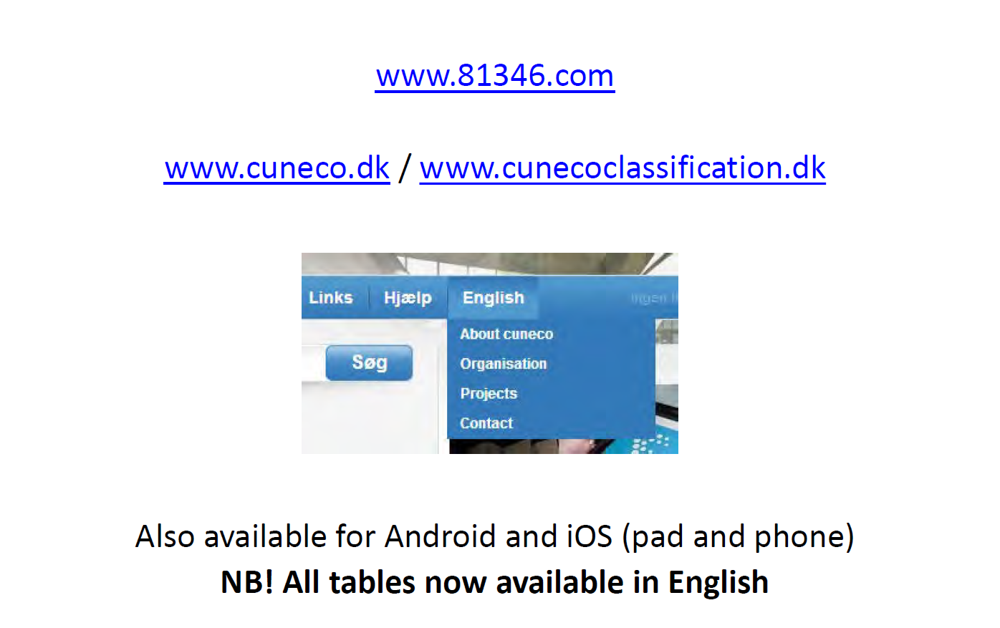 www.81346.com
www.cuneco.dk / www.cunecoclassification.dk
Links Hjælp English
About cuneco
Søg
Organisation
Projects
Contact
Also available for Android and iOS (pad and phone)
NB! All tables now available in English